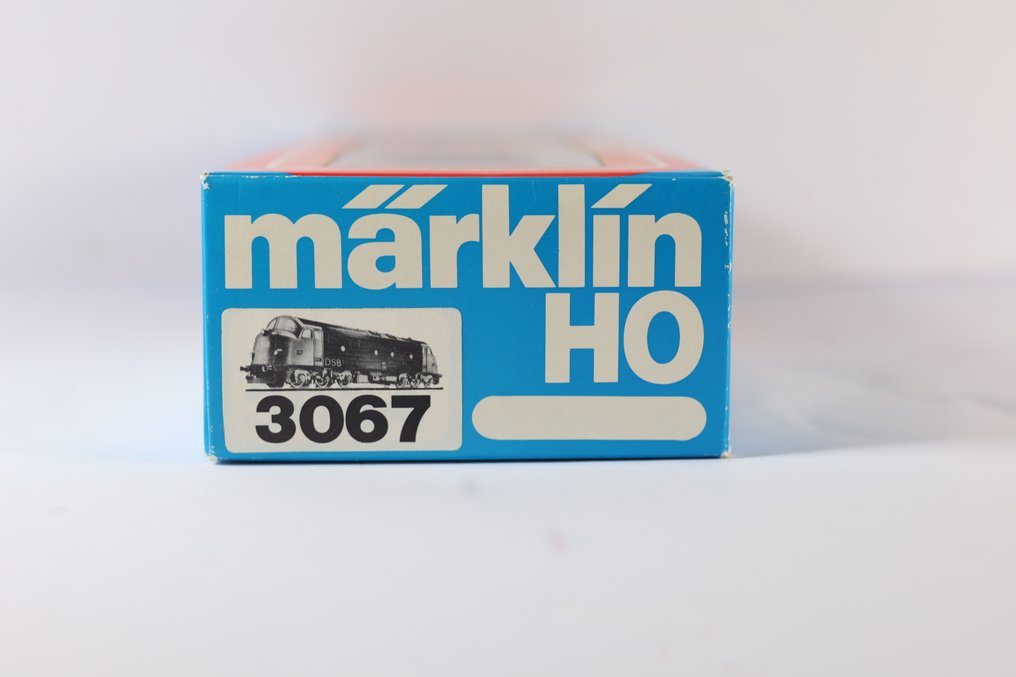 märklin
HO
DSB
3067